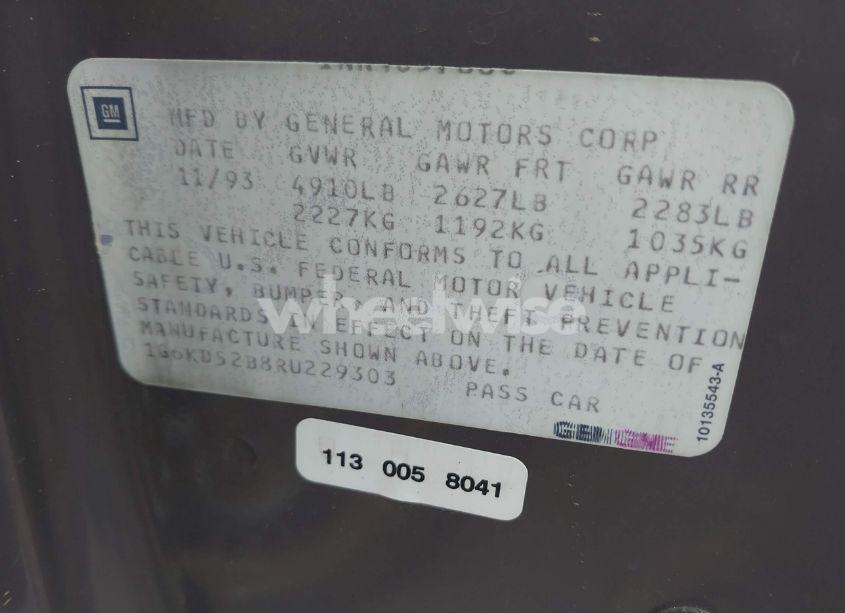 GM
MFD BY GENERAL MOTORS CORP
DATE GVWR GAWR FRT GAWR RR
11/93 4910LB 2627LB 2283LB
2227KG 1192KG 1035KG
THIS VEHICLE CONFORMS TO ALL APPLI-
CABLE U.S. FEDERAL MOTOR VEHICLE
SAFETY, BUMPER, AND THEFT PREVENTION
STANDARDS IN EFFECT ON THE DATE OF
MANUFACTURE SHOWN ABOVE.
1G6KD52B8RU229303 PASS CAR
10135543-A
wheelwise
113 005 8041